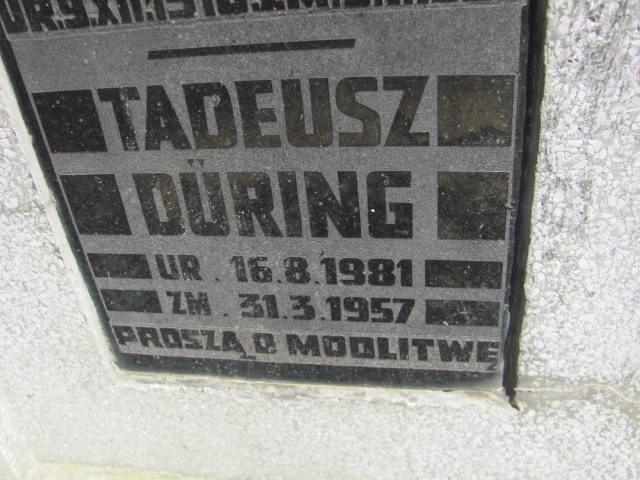 TADEUSZ
DÜRING
UR. 16.8.1981
ZM. 31.3.1957
PROSZĄ O MODLITWĘ